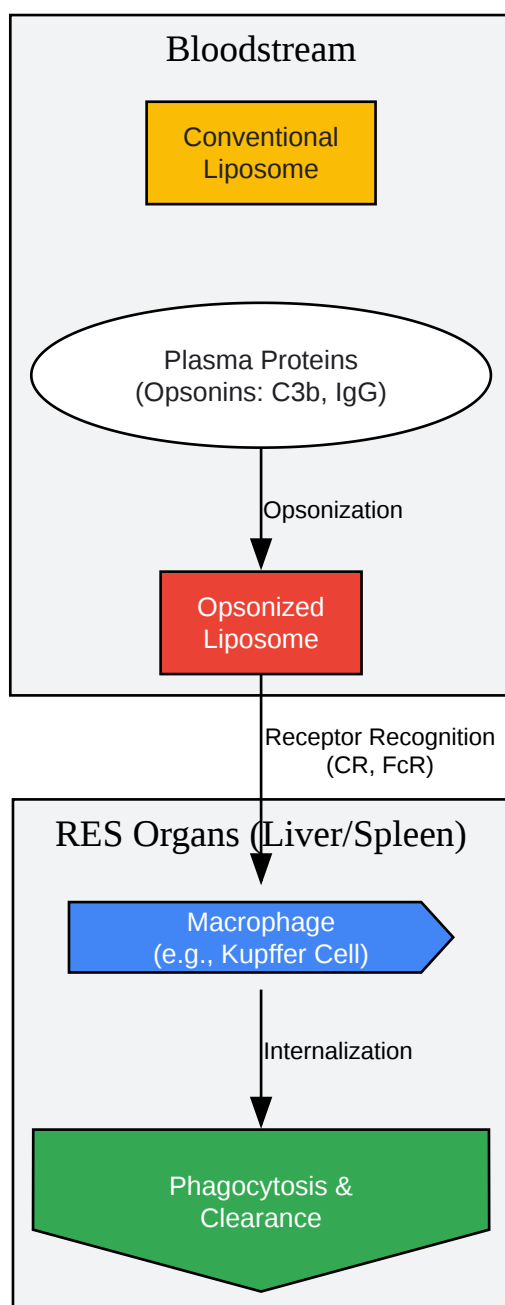 Bloodstream
Conventional
Liposome
Plasma Proteins
(Opsonins: C3b, IgG)
Opsonization
Opsonized
Liposome
Receptor Recognition
(CR, FcR)
RES Organs (Liver/Spleen)
Macrophage
(e.g., Kupffer Cell)
Internalization
Phagocytosis &
Clearance